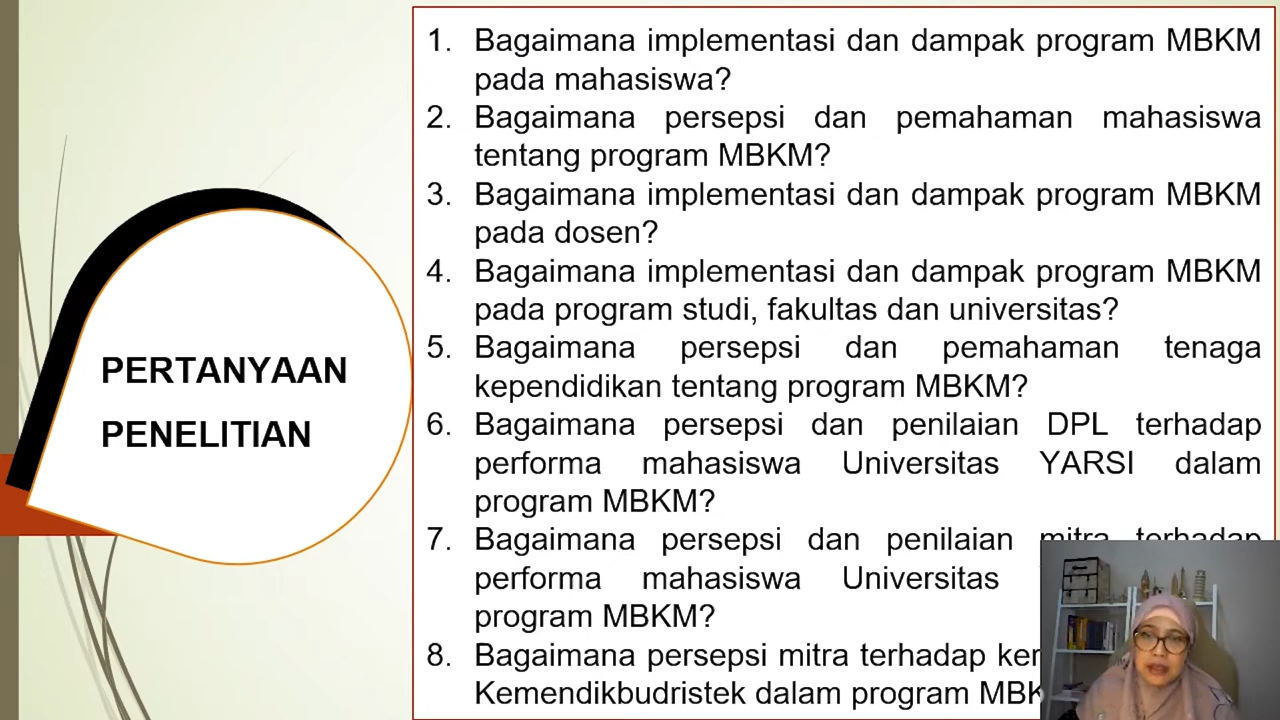 PERTANYAAN
PENELITIAN
1. Bagaimana implementasi dan dampak program MBKM
pada mahasiswa?
2. Bagaimana persepsi dan pemahaman mahasiswa
tentang program MBKM?
3. Bagaimana implementasi dan dampak program MBKM
pada dosen?
4. Bagaimana implementasi dan dampak program MBKM
pada program studi, fakultas dan universitas?
5. Bagaimana persepsi dan pemahaman tenaga
kependidikan tentang program MBKM?
6. Bagaimana persepsi dan penilaian DPL terhadap
performa mahasiswa Universitas YARSI dalam
program MBKM?
7. Bagaimana persepsi dan penilaian mitra terhadap
performa mahasiswa Universitas
program MBKM?
8. Bagaimana persepsi mitra terhadap
Kemendikbudristek dalam program